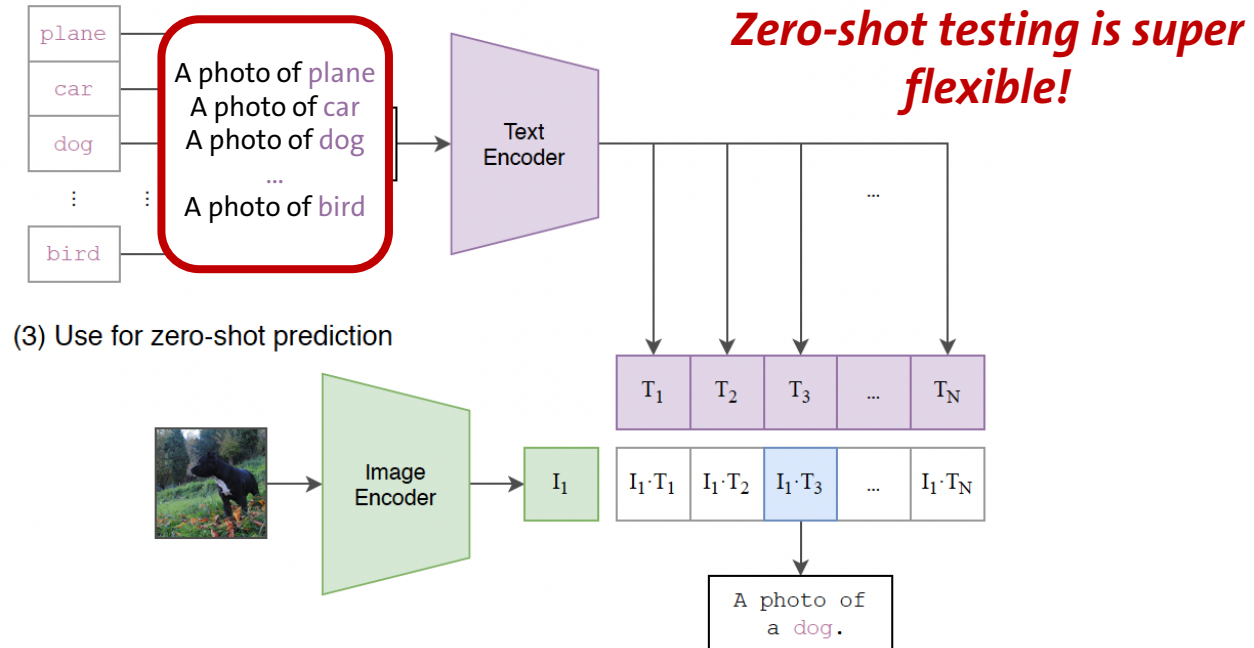 Zero-shot testing is super
flexible!
plane
car
dog
⋮ ⋮
bird
A photo of plane
A photo of car
A photo of dog
...
A photo of bird
Text
Encoder
...
(3) Use for zero-shot prediction
Image
Encoder
I₁
T₁ T₂ T₃ ... T_N
I₁·T₁ I₁·T₂ I₁·T₃ ... I₁·T_N
A photo of
a dog.